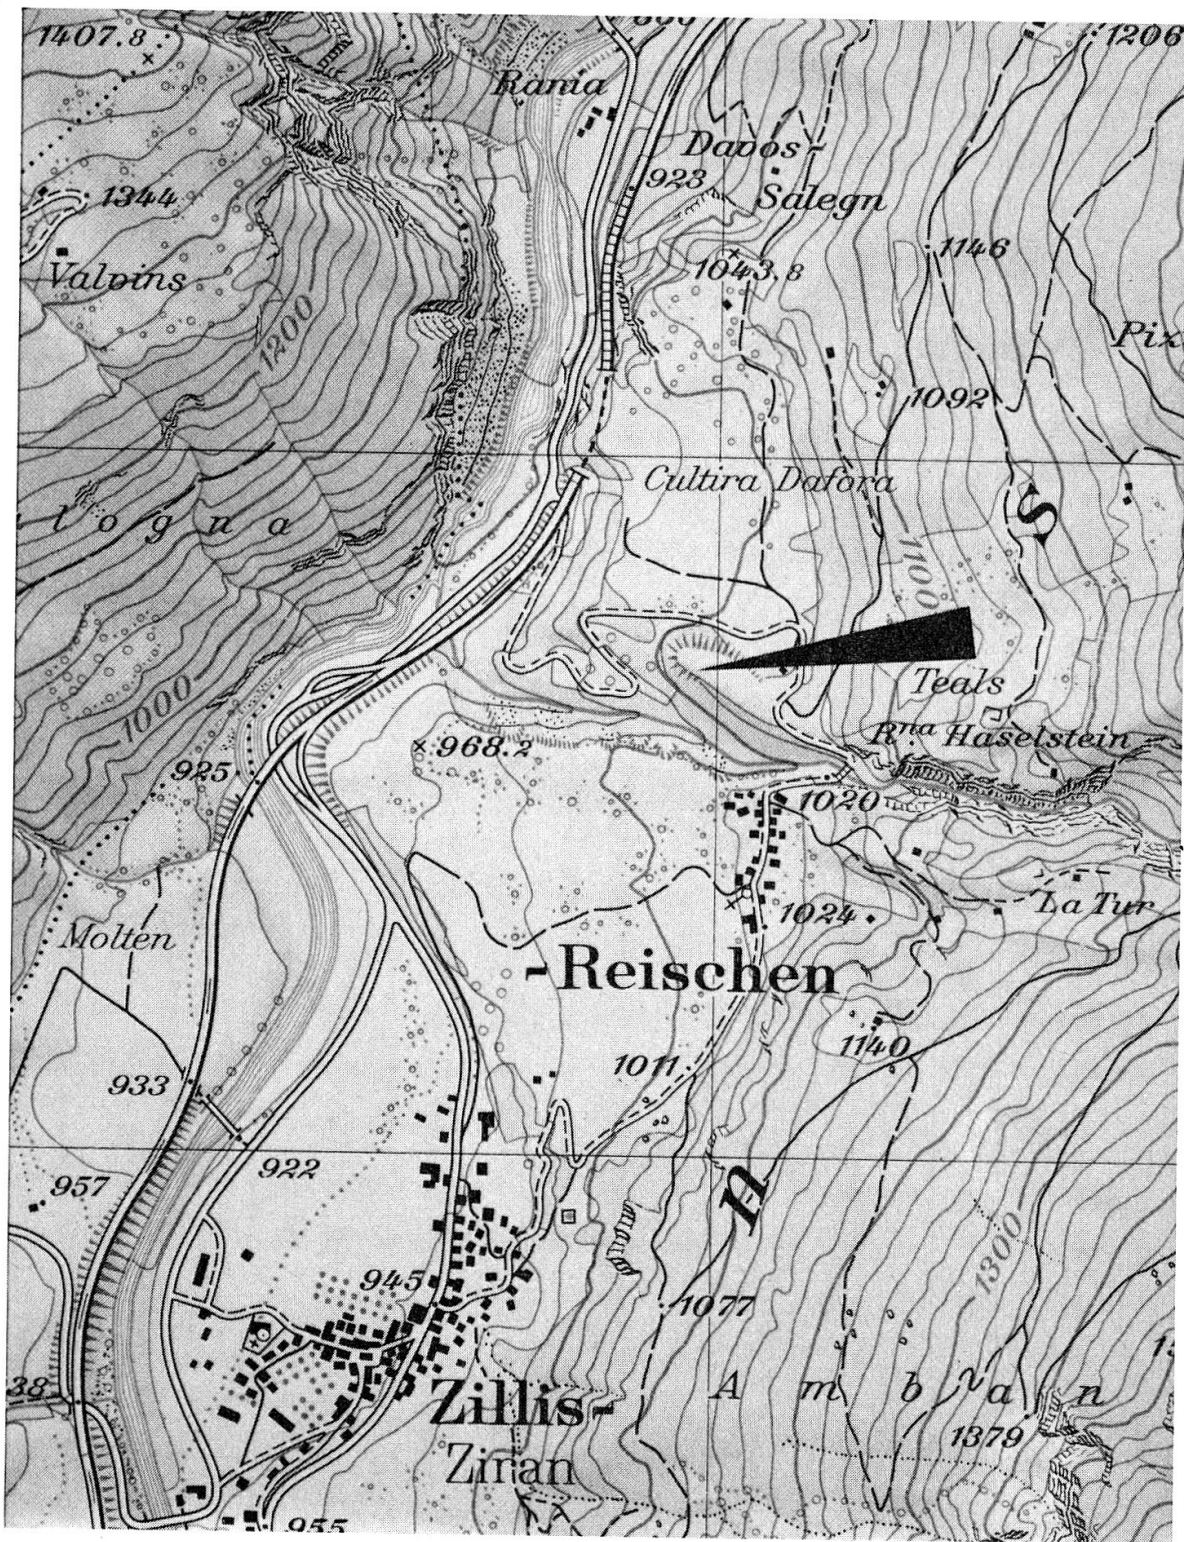 1407.8
1206
Rania
Davos-
923
Salegn
1344
1146
1043.8
Valpins
1200
1092
Cultira Dafora
S
1100
Teals
Rna Haselstein
1000
968.2
925
1020
La Tur
1024
Molten
-Reischen
1140
1011
933
922
957
n
1300
945
1077
A m b a n
Zillis-
1379
Ziran
955